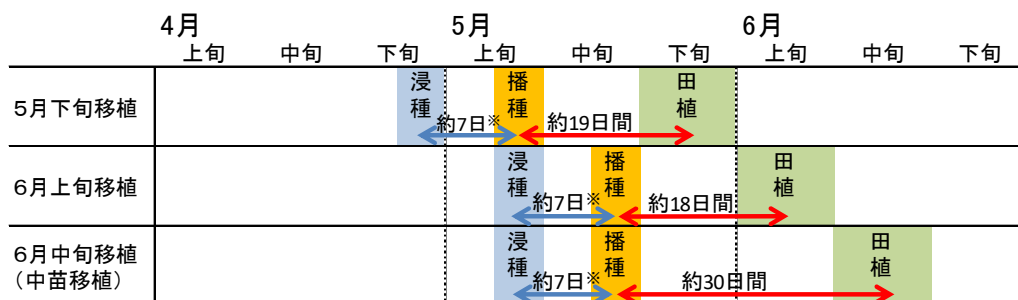 4月 5月 6月
上旬 中旬 下旬 上旬 中旬 下旬 上旬 中旬 下旬
5月下旬移植
浸種
約7日※
播種
約19日間
田植
6月上旬移植
浸種
約7日※
播種
約18日間
田植
6月中旬移植
（中苗移植）
浸種
約7日※
播種
約30日間
田植